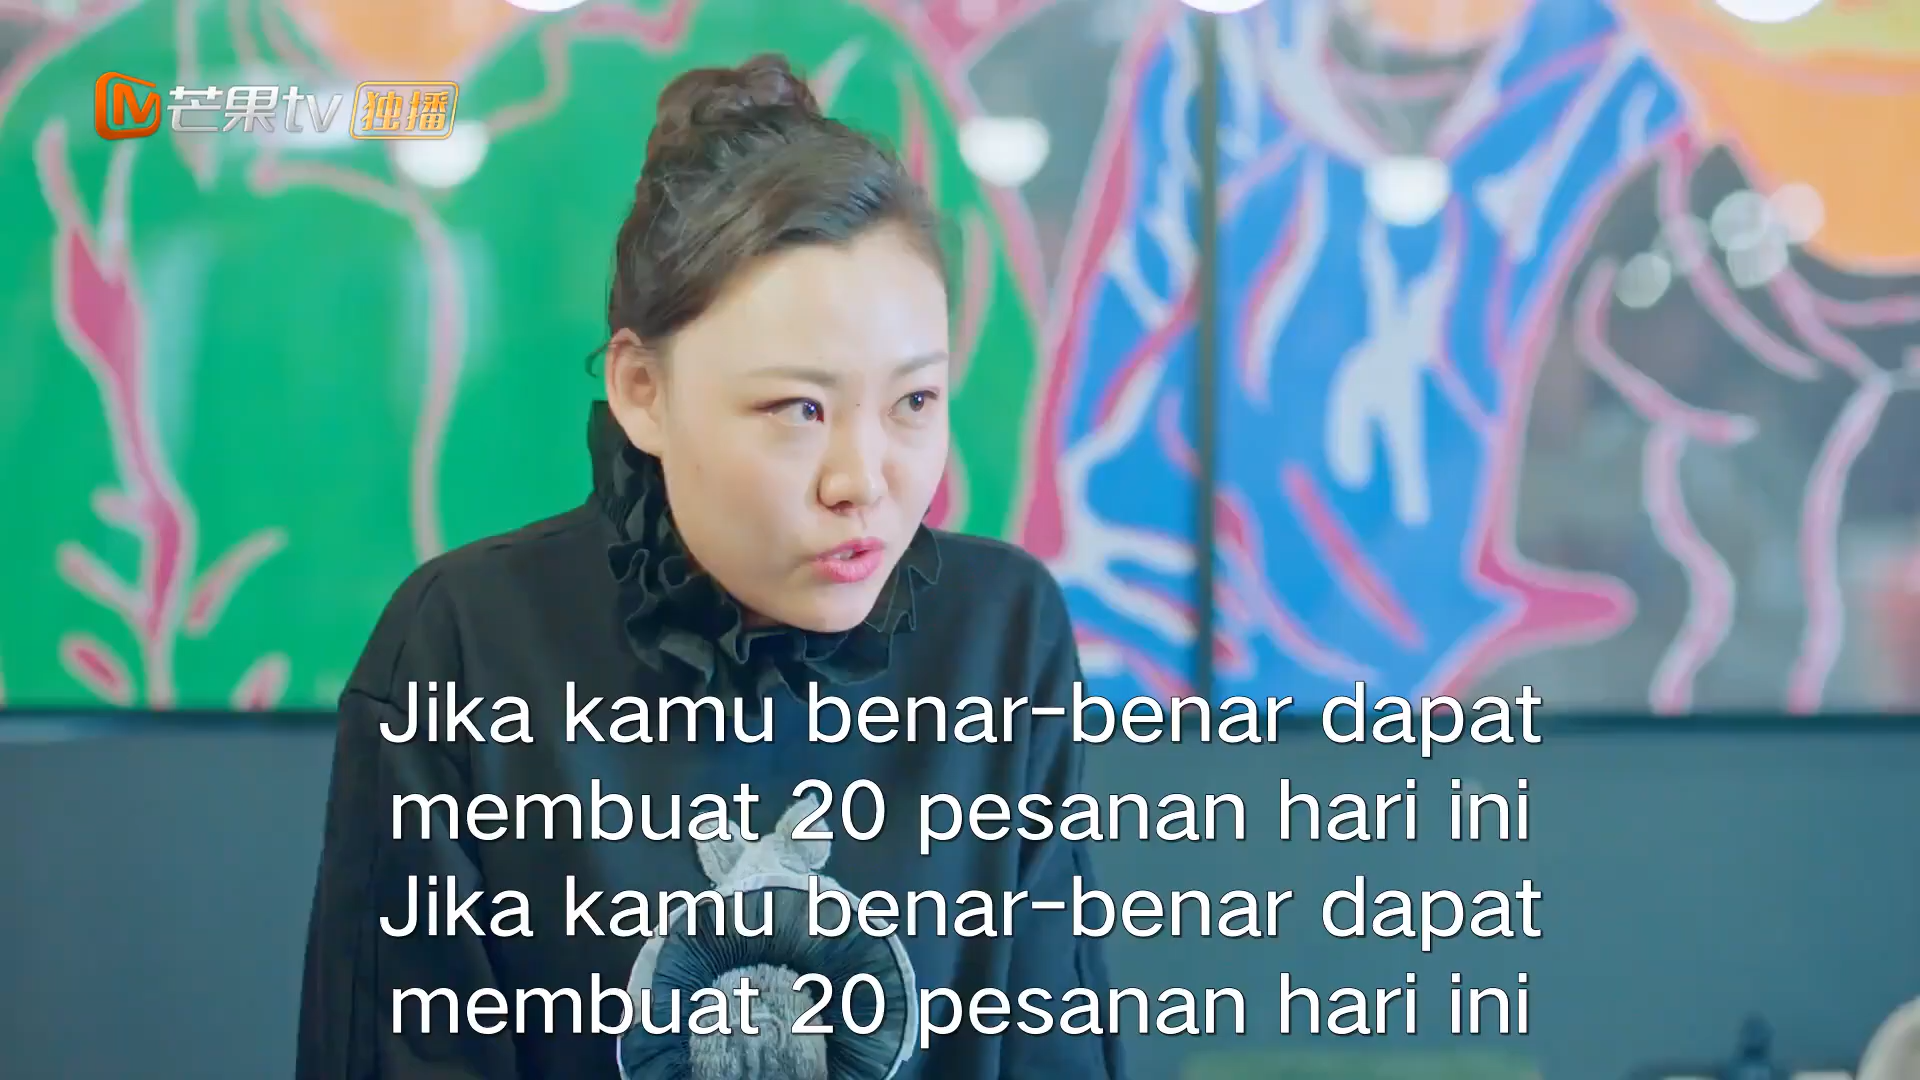 芒果tv 独播
Jika kamu benar-benar dapat
membuat 20 pesanan hari ini
Jika kamu benar-benar dapat
membuat 20 pesanan hari ini